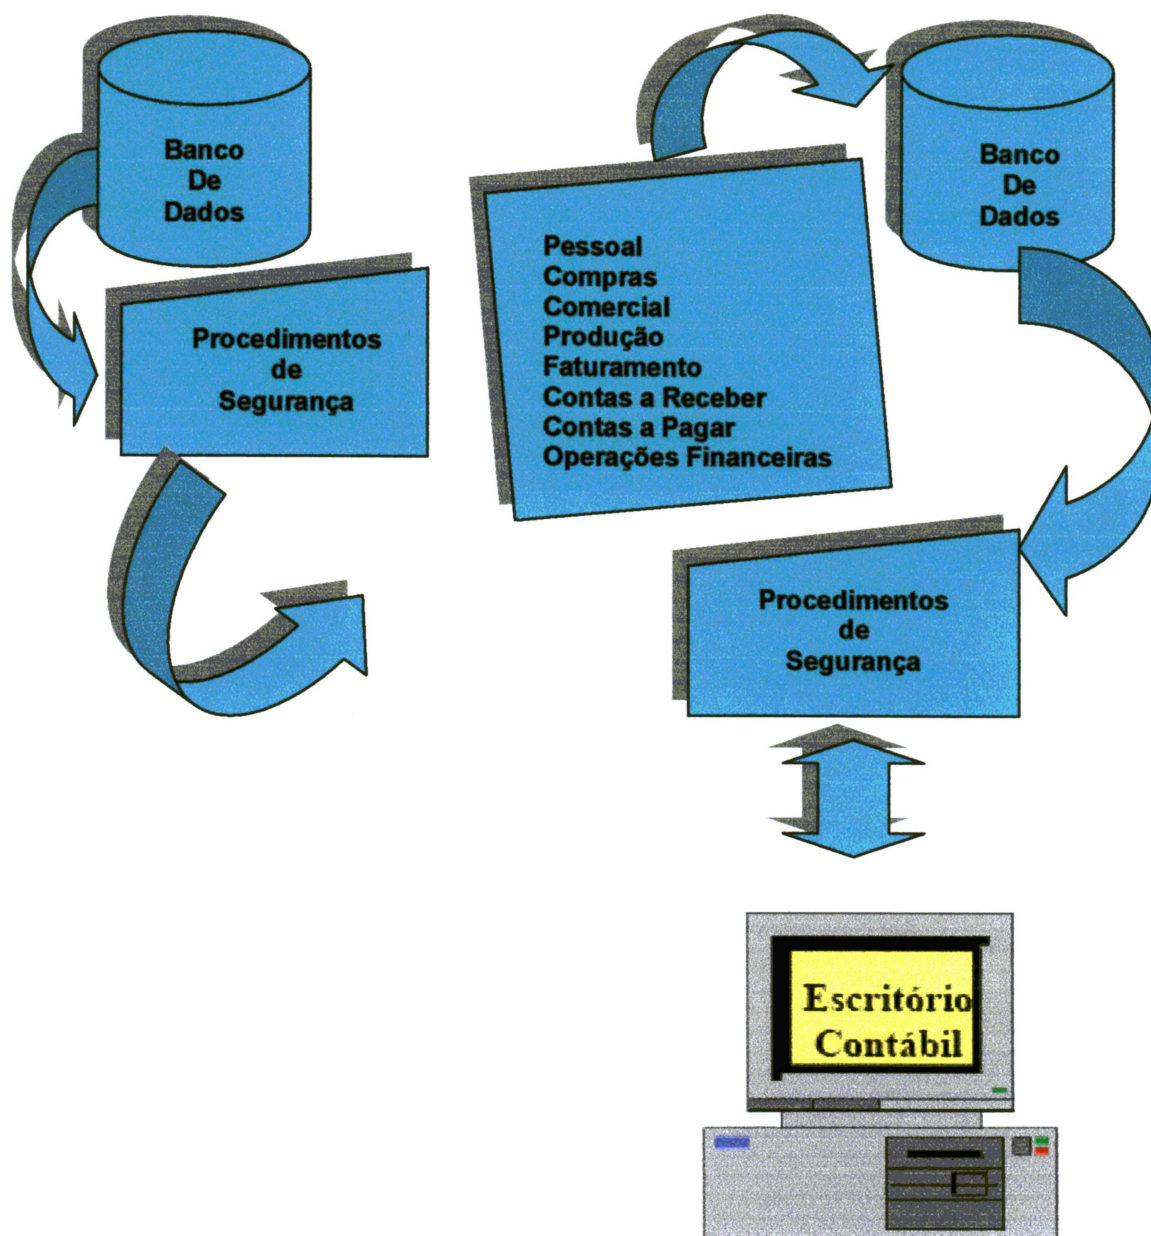 Banco
De
Dados
Procedimentos
de
Segurança
Pessoal
Compras
Comercial
Produção
Faturamento
Contas a Receber
Contas a Pagar
Operações Financeiras
Banco
De
Dados
Procedimentos
de
Segurança
Escritório
Contábil